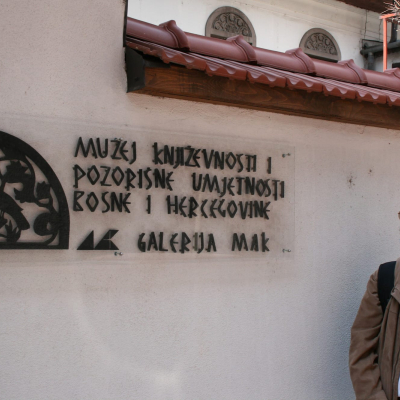 MUZEJ KNJIŽEVNOSTI I
POZORIŠNE UMJETNOSTI
BOSNE I HERCEGOVINE
GALERIJA MAK